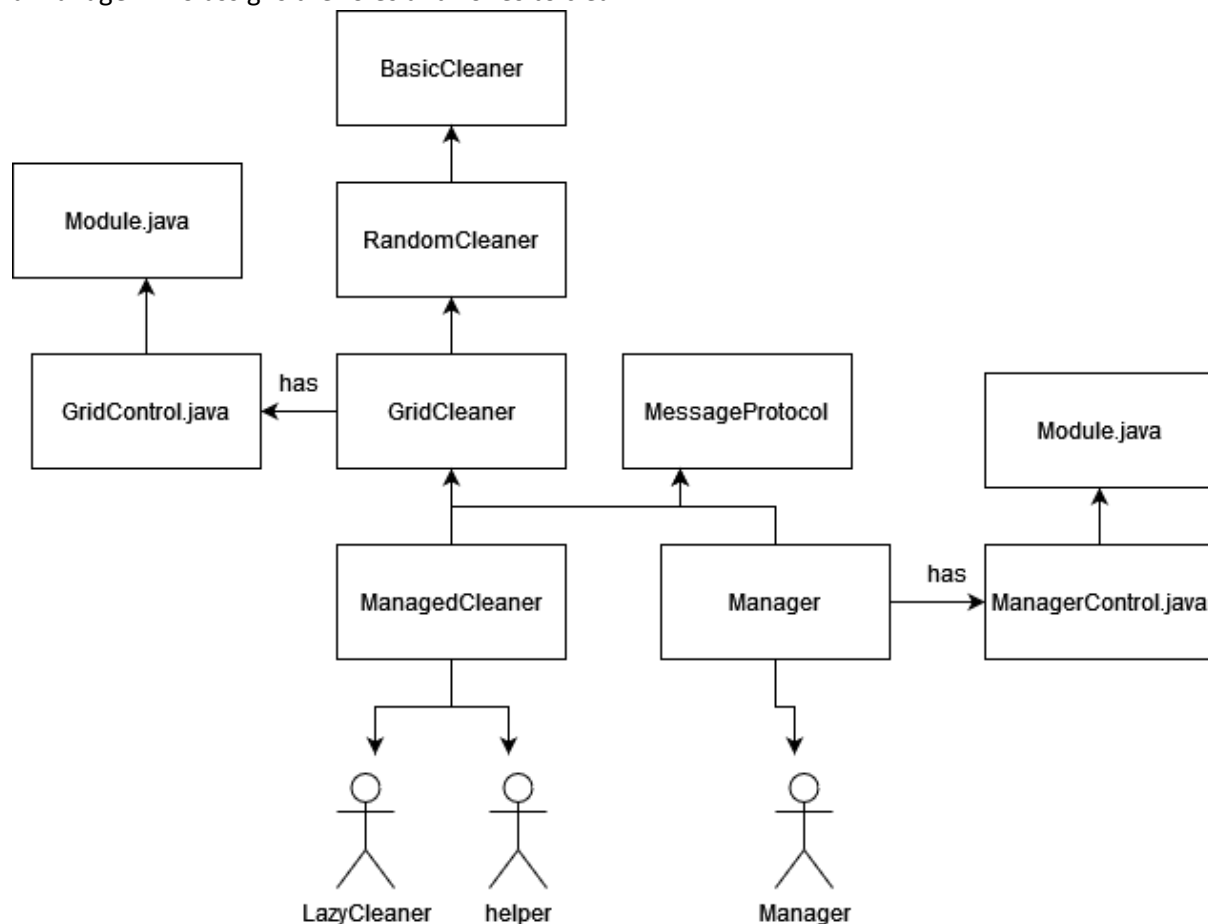 BasicCleaner
Module.java
RandomCleaner
GridControl.java
has
GridCleaner
MessageProtocol
Module.java
ManagedCleaner
Manager
has
ManagerControl.java
LazyCleaner
helper
Manager